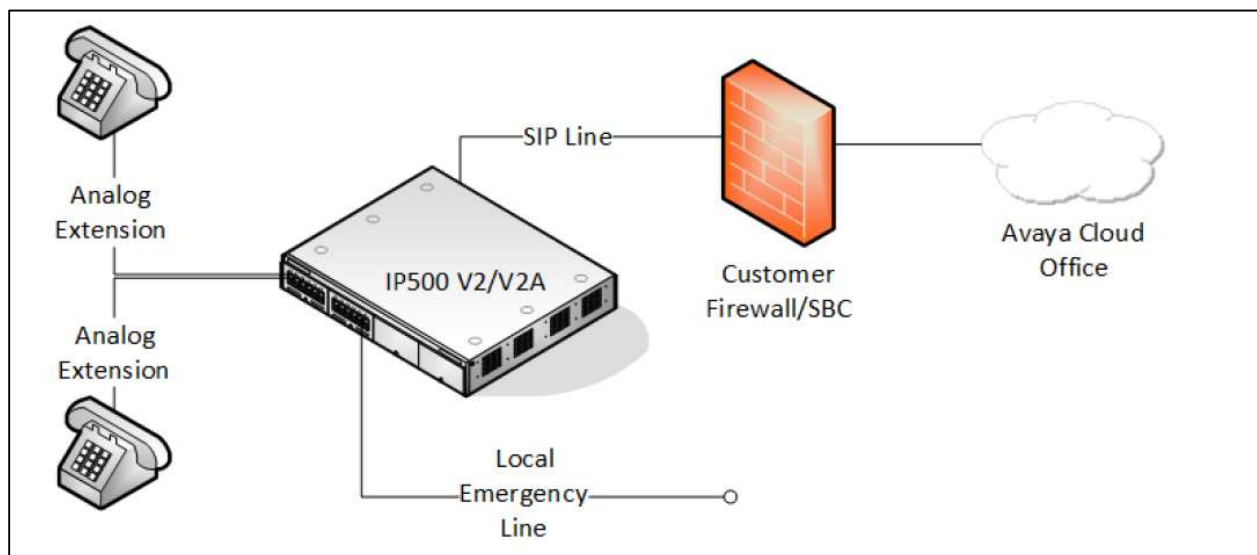 Analog
Extension
Analog
Extension
IP500 V2/V2A
SIP Line
Customer
Firewall/SBC
Avaya Cloud
Office
Local
Emergency
Line